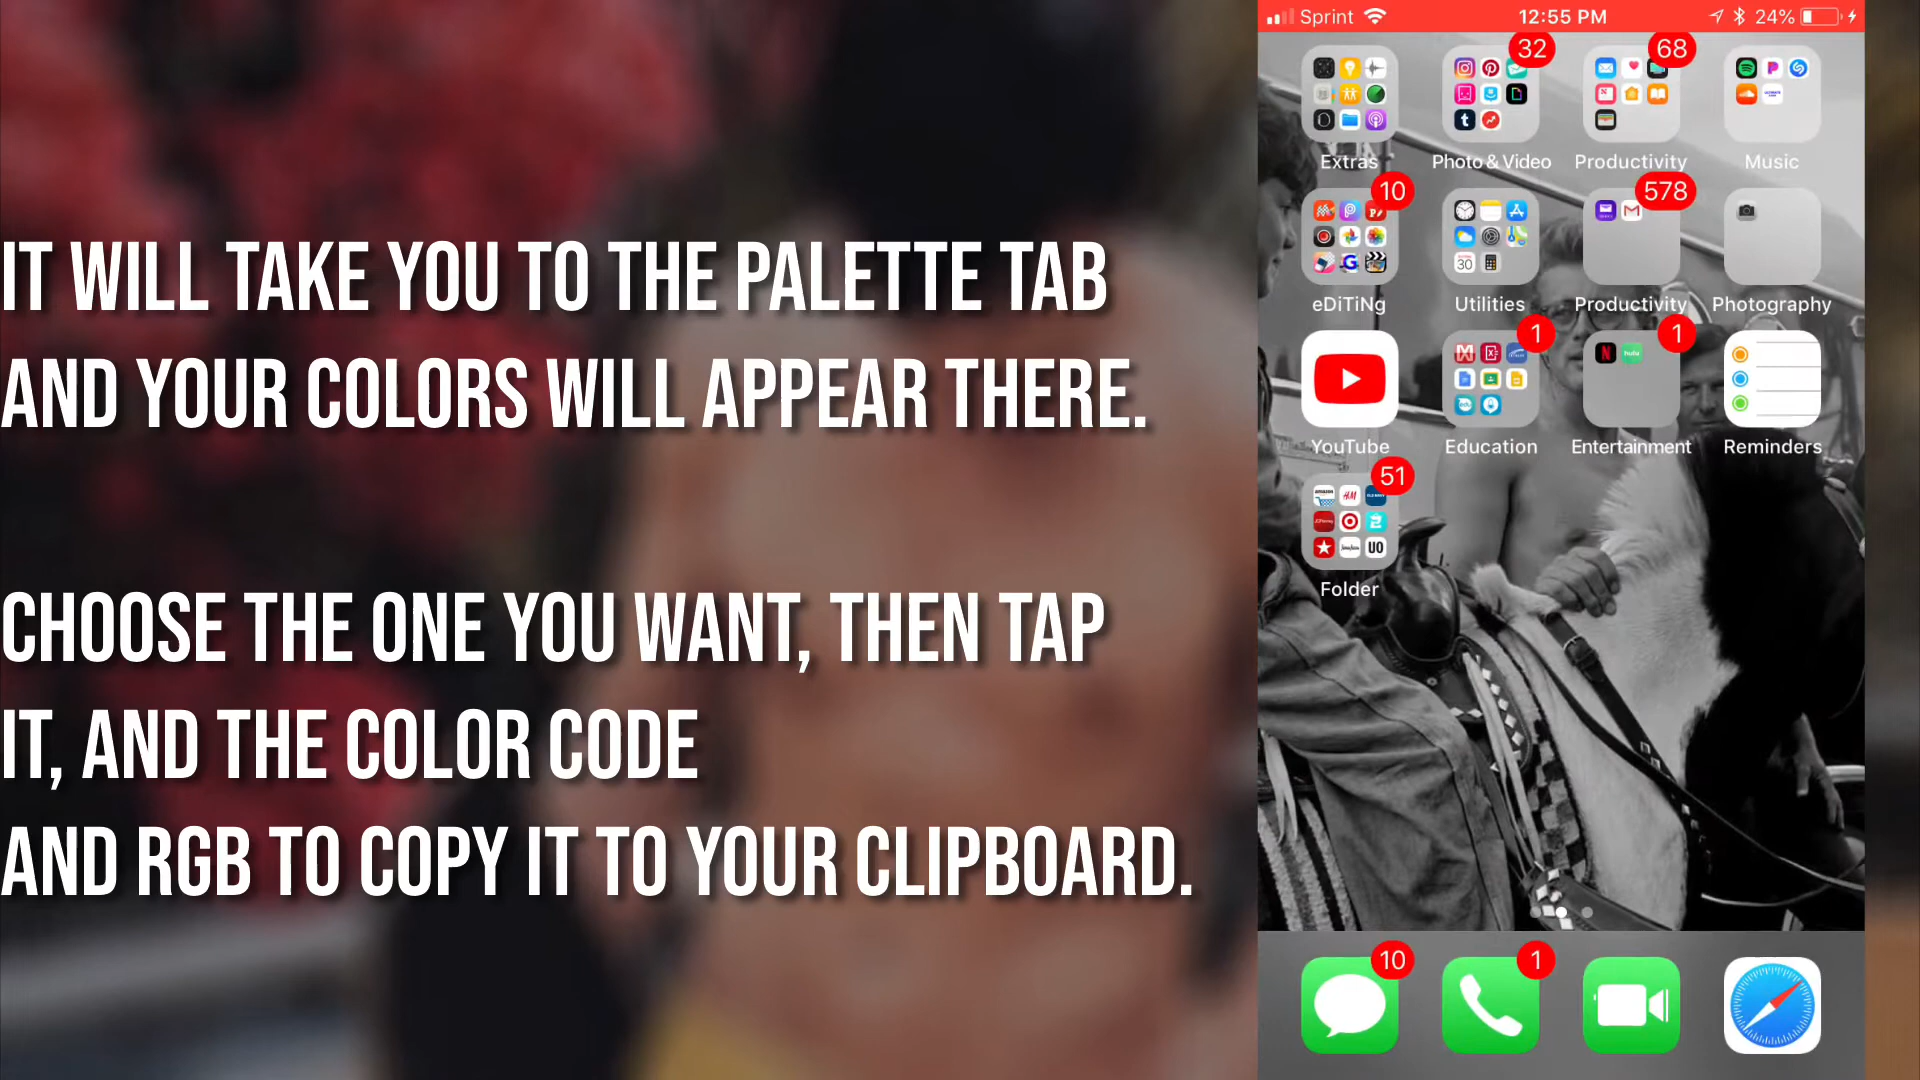 IT WILL TAKE YOU TO THE PALETTE TAB
AND YOUR COLORS WILL APPEAR THERE.
CHOOSE THE ONE YOU WANT, THEN TAP
IT, AND THE COLOR CODE
AND RGB TO COPY IT TO YOUR CLIPBOARD.
Sprint 12:55 PM 24%
32 68
Extras Photo & Video Productivity Music
10 578
30
eDiTiNg Utilities Productivity Photography
1 1
YouTube Education Entertainment Reminders
51
amazon H&M
UO
Folder
10 1